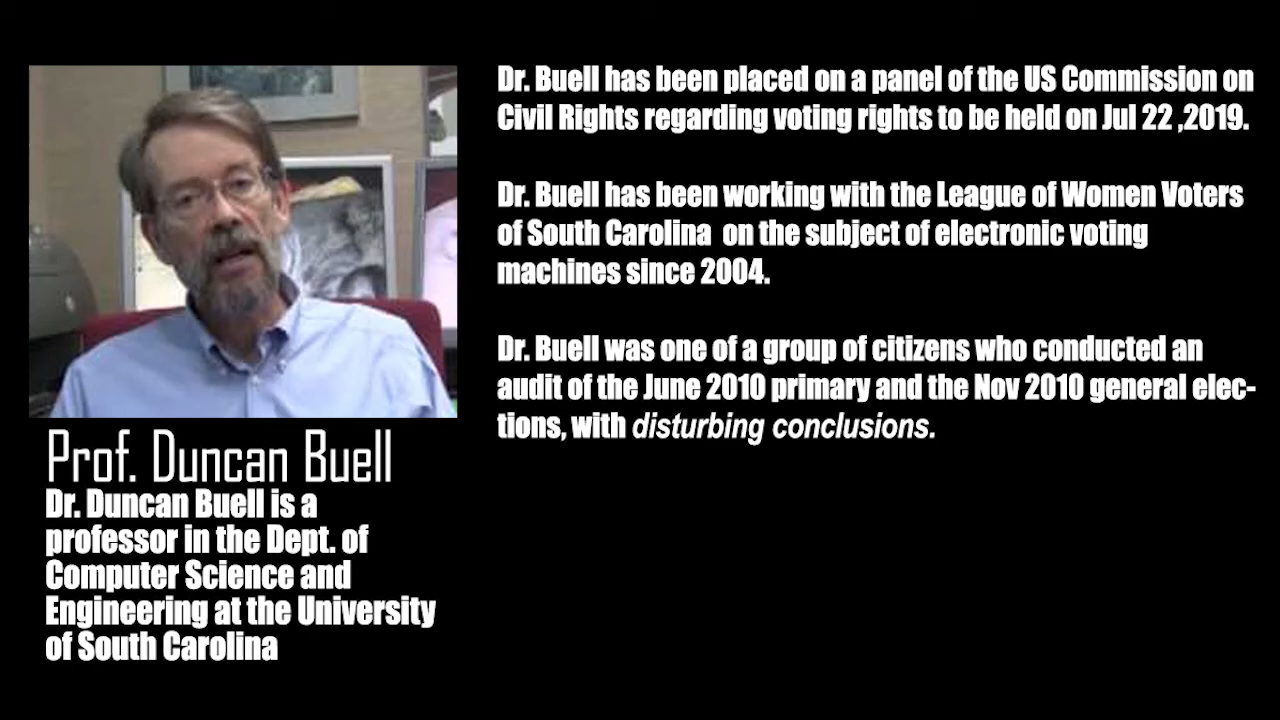 Dr. Buell has been placed on a panel of the US Commission on
Civil Rights regarding voting rights to be held on Jul 22 ,2019.
Dr. Buell has been working with the League of Women Voters
of South Carolina on the subject of electronic voting
machines since 2004.
Dr. Buell was one of a group of citizens who conducted an
audit of the June 2010 primary and the Nov 2010 general elec-
tions, with disturbing conclusions.
Prof. Duncan Buell
Dr. Duncan Buell is a
professor in the Dept. of
Computer Science and
Engineering at the University
of South Carolina